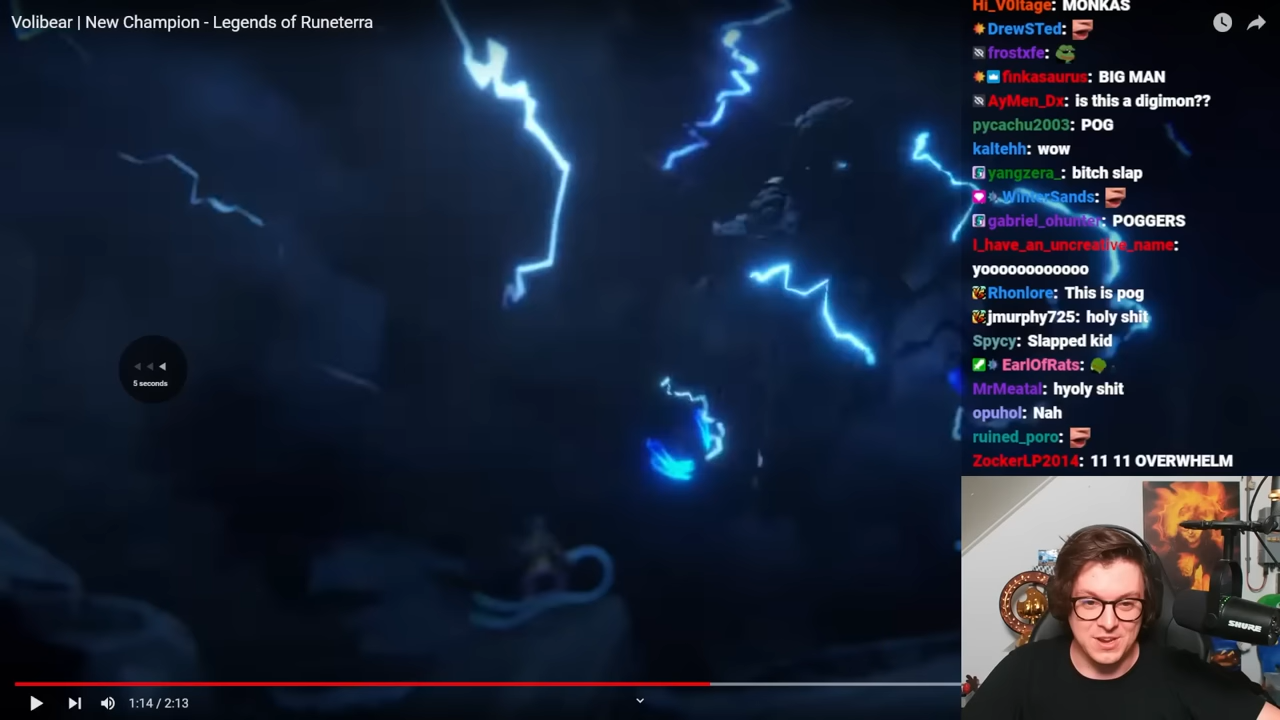 Volibear | New Champion - Legends of Runeterra
Hi_V0ltage: MONKAS
DrewSTed:
frostxfe:
finkasaurus: BIG MAN
AyMen_Dx: is this a digimon??
pycachu2003: POG
kaltehh: wow
yangzera_: bitch slap
WinterSands:
gabriel_ohunter: POGGERS
I_have_an_uncreative_name:
yoooooooooooo
Rhonlore: This is pog
jmurphy725: holy shit
Spycy: Slapped kid
EarlOfRats:
MrMeatal: hyoly shit
opuhol: Nah
ruined_poro:
ZockerLP2014: 11 11 OVERWHELM
5 seconds
SHURE
1:14 / 2:13